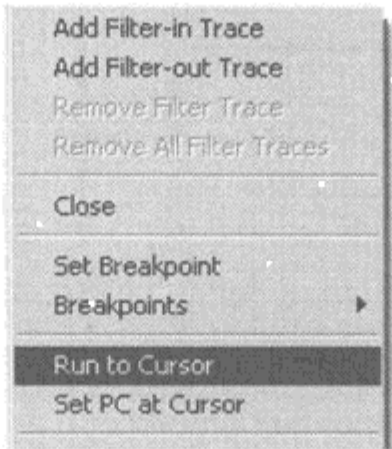 Add Filter-in Trace
Add Filter-out Trace
Remove Filter Trace
Remove All Filter Traces
Close
Set Breakpoint
Breakpoints
Run to Cursor
Set PC at Cursor